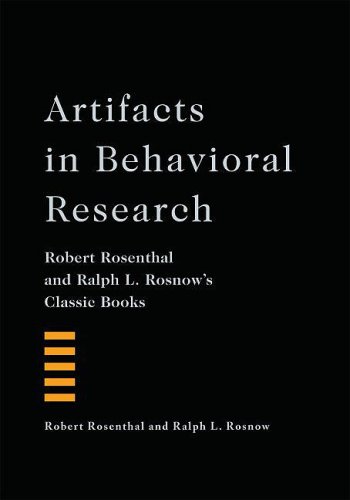 Artifacts
in Behavioral
Research
Robert Rosenthal
and Ralph L. Rosnow's
Classic Books
Robert Rosenthal and Ralph L. Rosnow